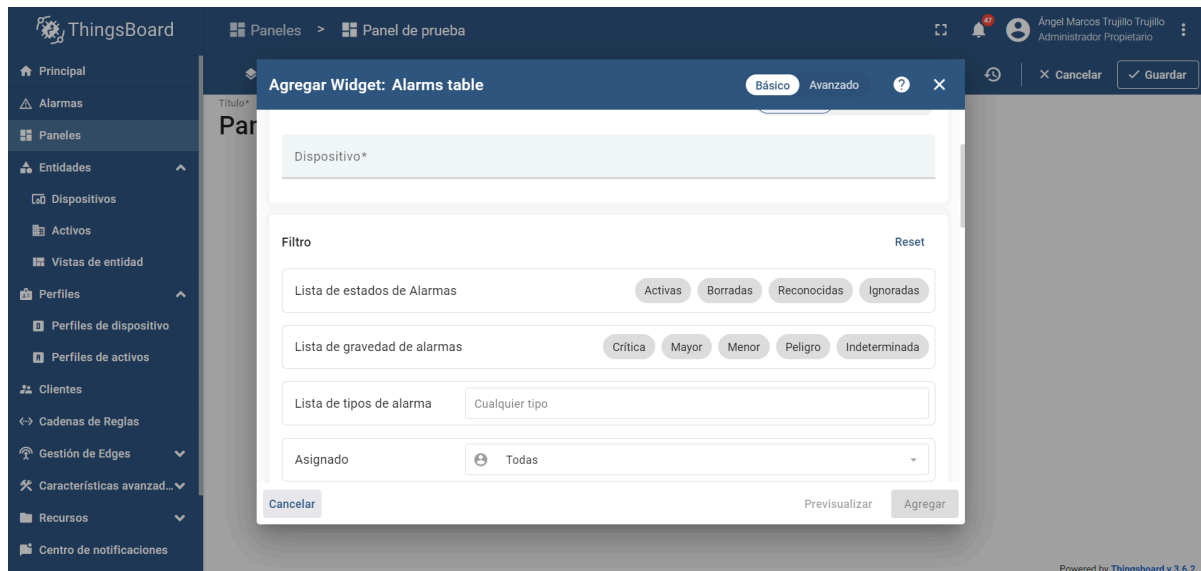 ThingsBoard
Paneles > Panel de prueba
47
Ángel Marcos Trujillo Trujillo
Administrador Propietario
Principal
Alarmas
Paneles
Entidades
Dispositivos
Activos
Vistas de entidad
Perfiles
Perfiles de dispositivo
Perfiles de activos
Clientes
Cadenas de Reglas
Gestión de Edges
Características avanzad...
Recursos
Centro de notificaciones
Cancelar
Guardar
Título*
Par
Agregar Widget: Alarms table
Básico Avanzado
Dispositivo*
Filtro
Reset
Lista de estados de Alarmas
Activas Borradas Reconocidas Ignoradas
Lista de gravedad de alarmas
Crítica Mayor Menor Peligro Indeterminada
Lista de tipos de alarma
Cualquier tipo
Asignado
Todas
Cancelar
Previsualizar
Agregar
Powered by Thingsboard v.3.6.2